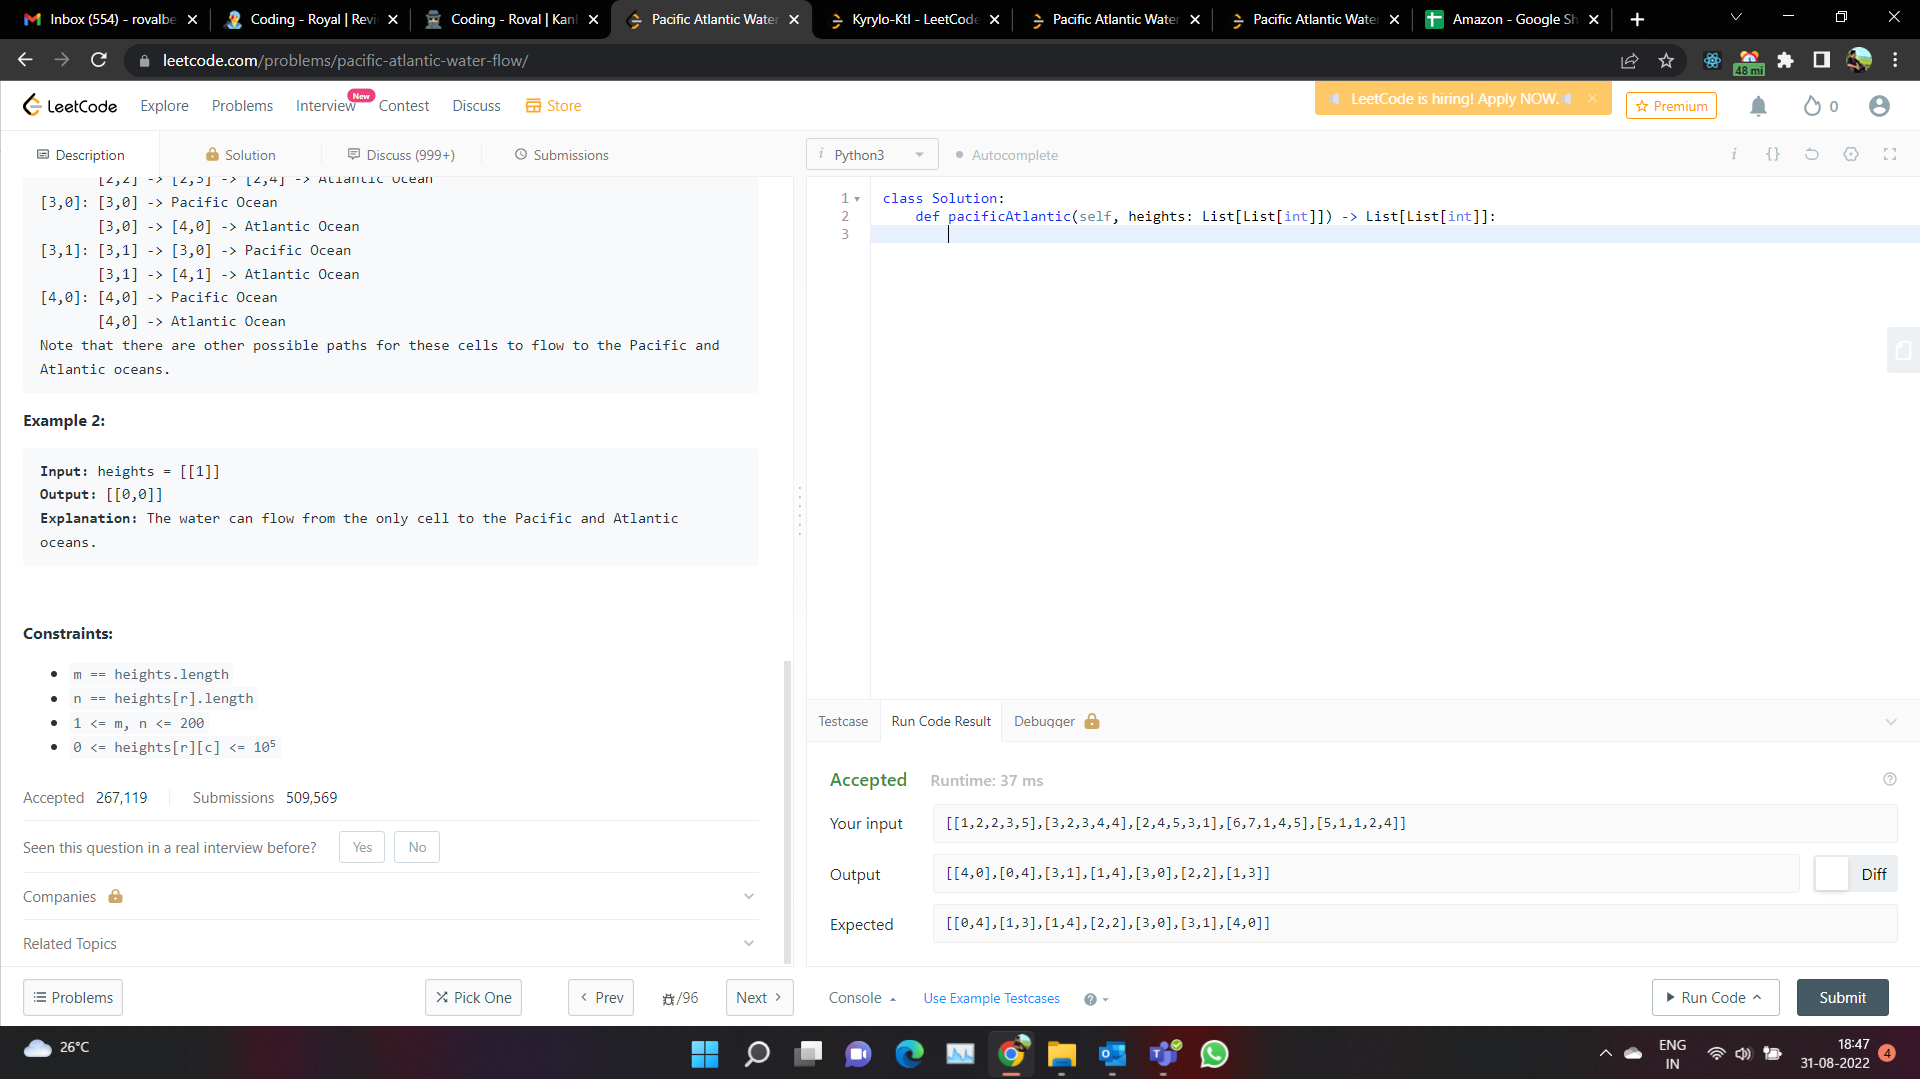 Inbox (554) - rovalbe
Coding - Royal | Revi
Coding - Roval | Kan
Pacific Atlantic Water
Kyrylo-Ktl - LeetCode
Pacific Atlantic Water
Pacific Atlantic Water
Amazon - Google Sh
leetcode.com/problems/pacific-atlantic-water-flow/
48 mi
LeetCode
Explore
Problems
Interview
New
Contest
Discuss
Store
LeetCode is hiring! Apply NOW.
Premium
0
Description
Solution
Discuss (999+)
Submissions
[2,2] -> [2,3] -> [2,4] -> Atlantic Ocean
[3,0]: [3,0] -> Pacific Ocean
[3,0] -> [4,0] -> Atlantic Ocean
[3,1]: [3,1] -> [3,0] -> Pacific Ocean
[3,1] -> [4,1] -> Atlantic Ocean
[4,0]: [4,0] -> Pacific Ocean
[4,0] -> Atlantic Ocean
Note that there are other possible paths for these cells to flow to the Pacific and
Atlantic oceans.
Example 2:
Input: heights = [[1]]
Output: [[0,0]]
Explanation: The water can flow from the only cell to the Pacific and Atlantic
oceans.
Constraints:
m == heights.length
n == heights[r].length
1 <= m, n <= 200
0 <= heights[r][c] <= 10⁵
Accepted 267,119 Submissions 509,569
Seen this question in a real interview before? Yes No
Companies
Related Topics
Problems
Pick One
Prev
/96
Next
i Python3
Autocomplete
i {}
1 class Solution:
2 def pacificAtlantic(self, heights: List[List[int]]) -> List[List[int]]:
3
Testcase
Run Code Result
Debugger
Accepted Runtime: 37 ms
Your input [[1,2,2,3,5],[3,2,3,4,4],[2,4,5,3,1],[6,7,1,4,5],[5,1,1,2,4]]
Output [[4,0],[0,4],[3,1],[1,4],[3,0],[2,2],[1,3]] Diff
Expected [[0,4],[1,3],[1,4],[2,2],[3,0],[3,1],[4,0]]
Console
Use Example Testcases
Run Code
Submit
26°C
ENG
IN
18:47
31-08-2022
4